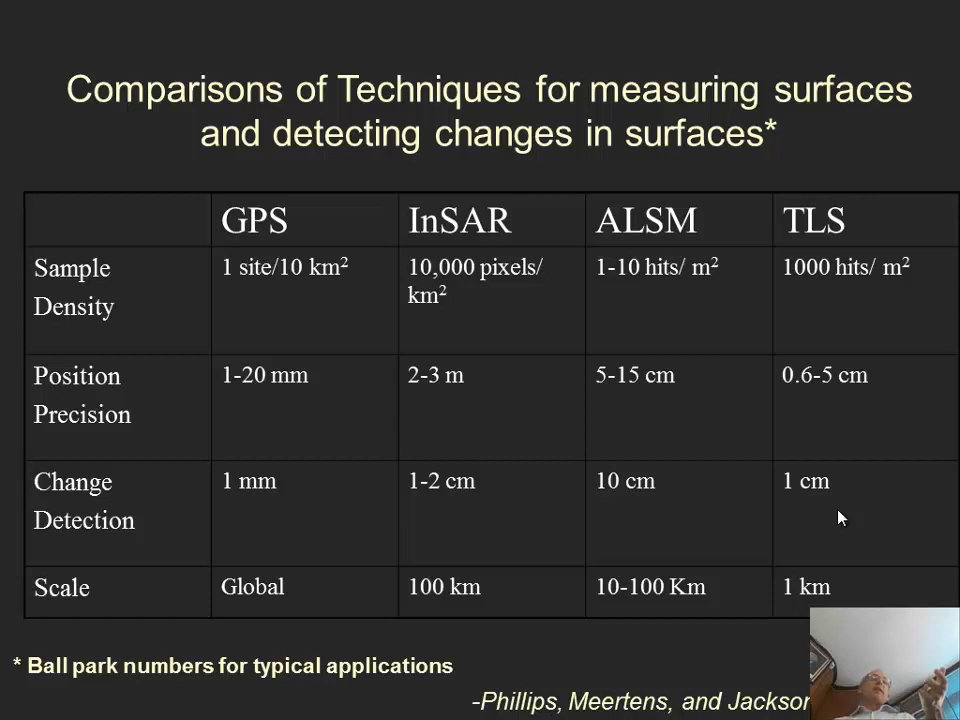 Comparisons of Techniques for measuring surfaces
and detecting changes in surfaces*
GPS InSAR ALSM TLS
Sample Density 1 site/10 km² 10,000 pixels/ km² 1-10 hits/ m² 1000 hits/ m²
Position Precision 1-20 mm 2-3 m 5-15 cm 0.6-5 cm
Change Detection 1 mm 1-2 cm 10 cm 1 cm
Scale Global 100 km 10-100 Km 1 km
* Ball park numbers for typical applications
-Phillips, Meertens, and Jackson